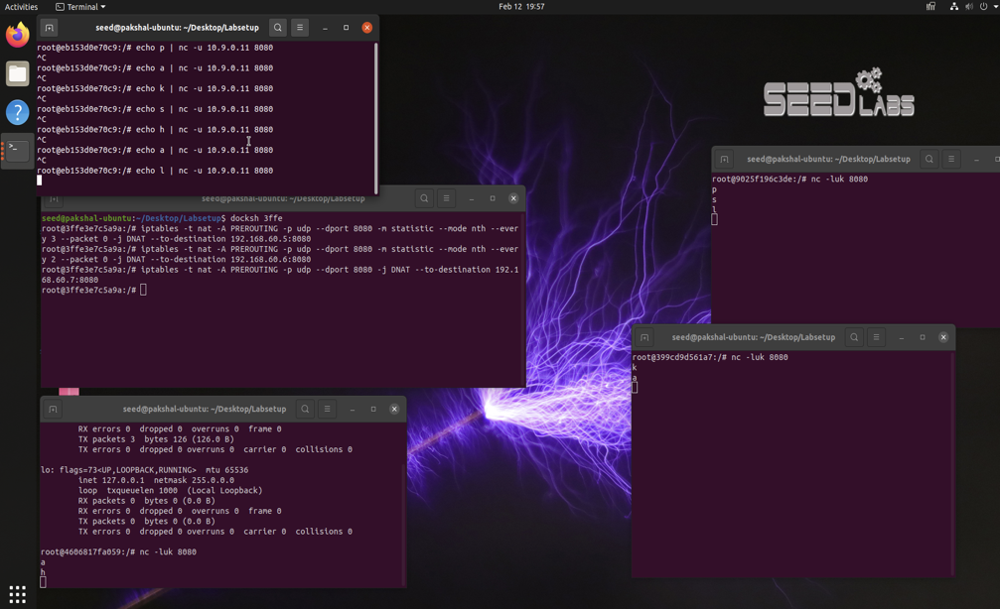 Activities
Terminal
Feb 12 19:57
seed@pakshal-ubuntu: ~/Desktop/Labsetup
root@eb153d0e70c9:/# echo p | nc -u 10.9.0.11 8080
^C
root@eb153d0e70c9:/# echo a | nc -u 10.9.0.11 8080
^C
root@eb153d0e70c9:/# echo k | nc -u 10.9.0.11 8080
^C
root@eb153d0e70c9:/# echo s | nc -u 10.9.0.11 8080
^C
root@eb153d0e70c9:/# echo h | nc -u 10.9.0.11 8080
^C
root@eb153d0e70c9:/# echo a | nc -u 10.9.0.11 8080
^C
root@eb153d0e70c9:/# echo l | nc -u 10.9.0.11 8080
SEED LABS
seed@pakshal-ubuntu: ~/Desktop/Labsetup
root@9025f196c3de:/# nc -luk 8080
p
s
l
seed@pakshal-ubuntu: ~/Desktop/Labsetup
seed@pakshal-ubuntu:~/Desktop/Labsetup$ docksh 3ffe
root@3ffe3e7c5a9a:/# iptables -t nat -A PREROUTING -p udp --dport 8080 -m statistic --mode nth --ever
y 3 --packet 0 -j DNAT --to-destination 192.168.60.5:8080
root@3ffe3e7c5a9a:/# iptables -t nat -A PREROUTING -p udp --dport 8080 -m statistic --mode nth --ever
y 2 --packet 0 -j DNAT --to-destination 192.168.60.6:8080
root@3ffe3e7c5a9a:/# iptables -t nat -A PREROUTING -p udp --dport 8080 -j DNAT --to-destination 192.1
68.60.7:8080
root@3ffe3e7c5a9a:/#
seed@pakshal-ubuntu: ~/Desktop/Labsetup
root@399cd9d561a7:/# nc -luk 8080
k
a
seed@pakshal-ubuntu: ~/Desktop/Labsetup
RX errors 0 dropped 0 overruns 0 frame 0
TX packets 3 bytes 126 (126.0 B)
TX errors 0 dropped 0 overruns 0 carrier 0 collisions 0
lo: flags=73<UP,LOOPBACK,RUNNING> mtu 65536
inet 127.0.0.1 netmask 255.0.0.0
loop txqueuelen 1000 (Local Loopback)
RX packets 0 bytes 0 (0.0 B)
RX errors 0 dropped 0 overruns 0 frame 0
TX packets 0 bytes 0 (0.0 B)
TX errors 0 dropped 0 overruns 0 carrier 0 collisions 0
root@4606817fa059:/# nc -luk 8080
a
h